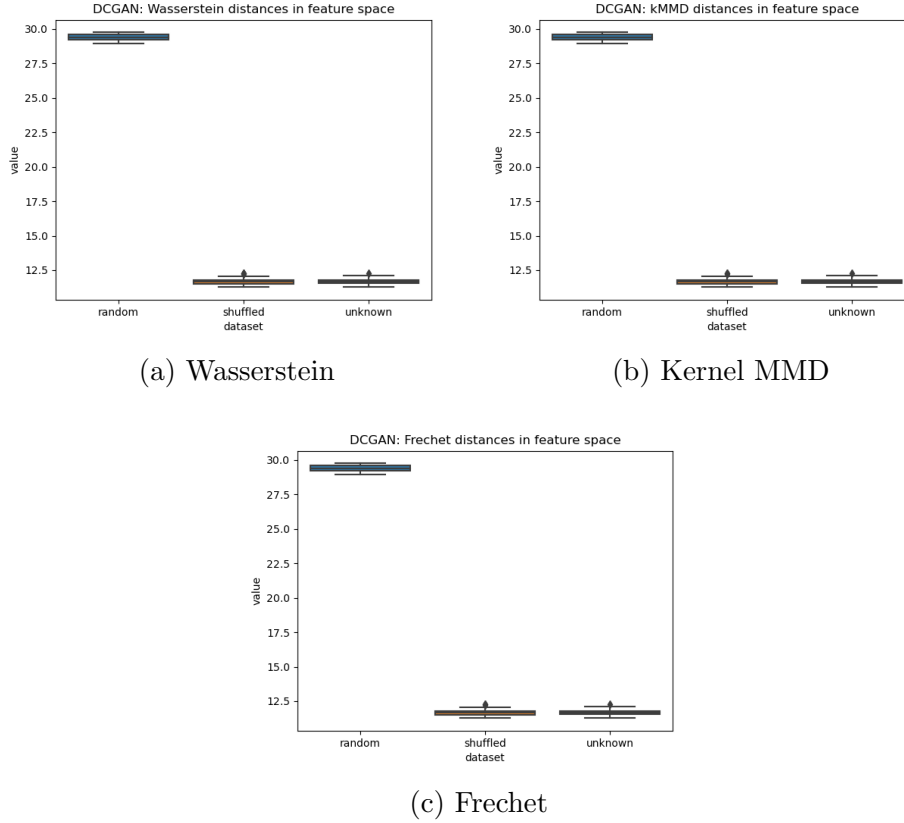 DCGAN: Wasserstein distances in feature space
30.0
27.5
25.0
22.5
20.0
17.5
15.0
12.5
value
random shuffled unknown
dataset
(a) Wasserstein
DCGAN: kMMD distances in feature space
30.0
27.5
25.0
22.5
20.0
17.5
15.0
12.5
value
random shuffled unknown
dataset
(b) Kernel MMD
DCGAN: Frechet distances in feature space
30.0
27.5
25.0
22.5
20.0
17.5
15.0
12.5
value
random shuffled unknown
dataset
(c) Frechet